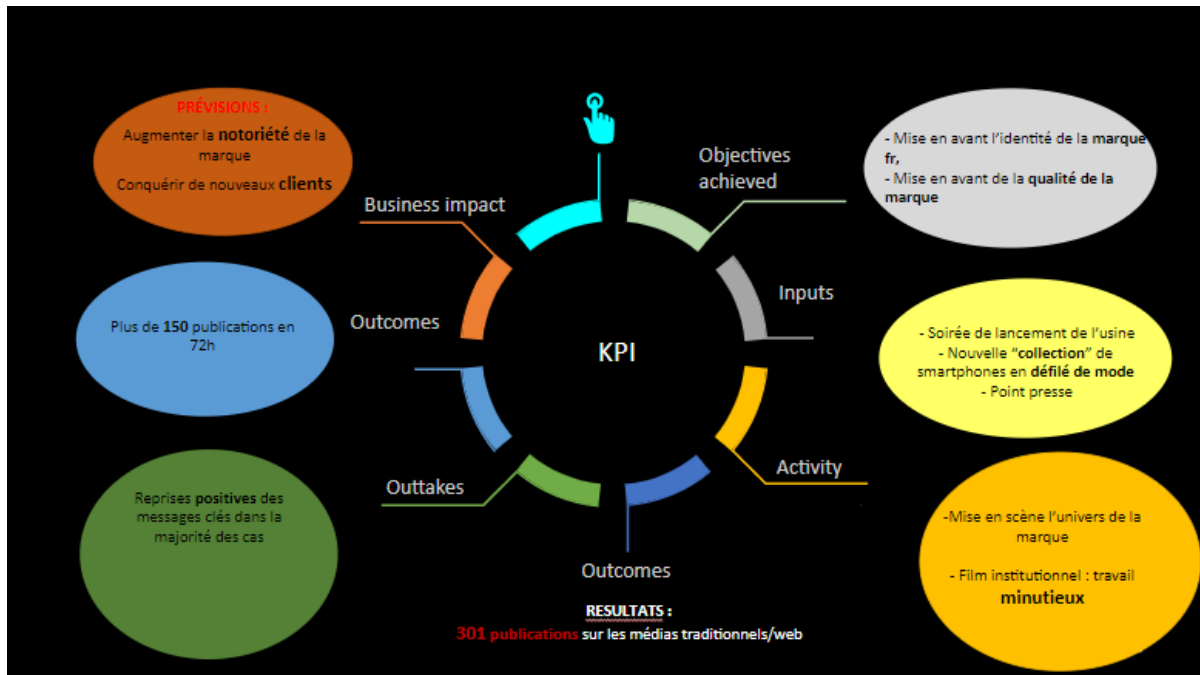 PRÉVISIONS :
Augmenter la notoriété de la
marque
Conquérir de nouveaux clients
Business impact
Objectives
achieved
- Mise en avant l'identité de la marque
fr,
- Mise en avant de la qualité de la
marque
Plus de 150 publications en
72h
Outcomes
KPI
Inputs
- Soirée de lancement de l'usine
- Nouvelle “collection” de
smartphones en défilé de mode
- Point presse
Reprises positives des
messages clés dans la
majorité des cas
Outtakes
Activity
-Mise en scène l'univers de la
marque
- Film institutionnel : travail
minutieux
Outcomes
RESULTATS :
301 publications sur les médias traditionnels/web